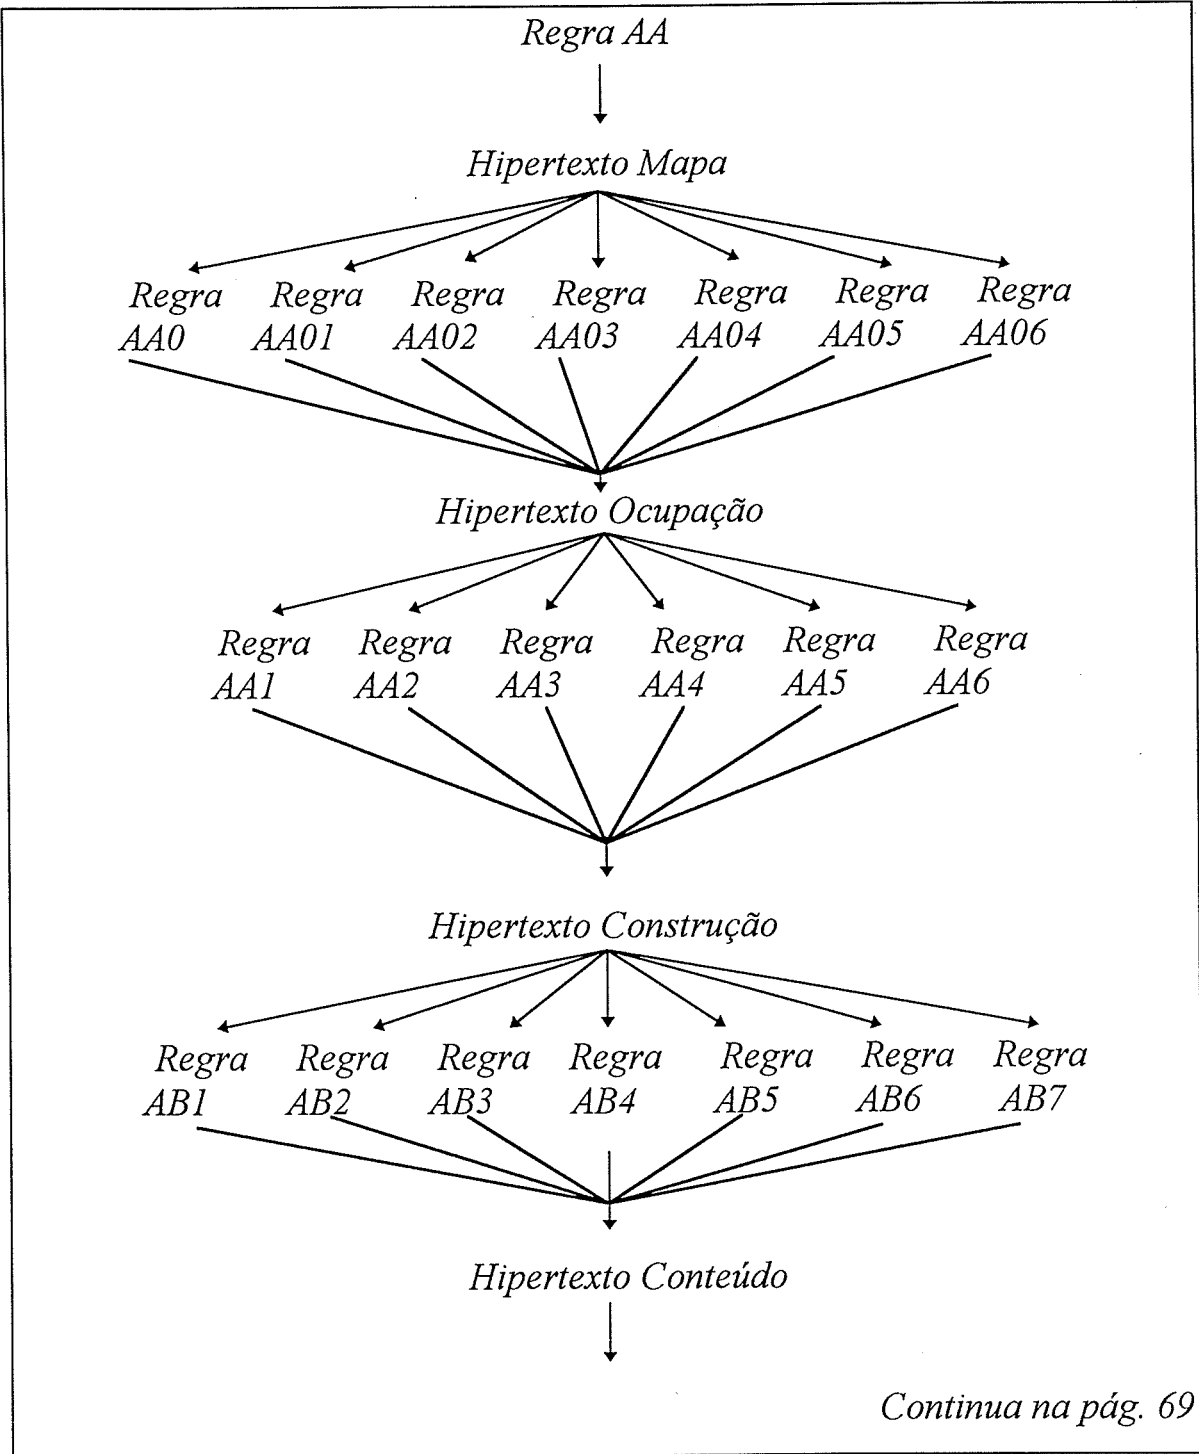 Regra AA
Hipertexto Mapa
Regra Regra Regra Regra Regra Regra Regra
AA0 AA01 AA02 AA03 AA04 AA05 AA06
Hipertexto Ocupação
Regra Regra Regra Regra Regra Regra
AA1 AA2 AA3 AA4 AA5 AA6
Hipertexto Construção
Regra Regra Regra Regra Regra Regra Regra
AB1 AB2 AB3 AB4 AB5 AB6 AB7
Hipertexto Conteúdo
Continua na pág. 69